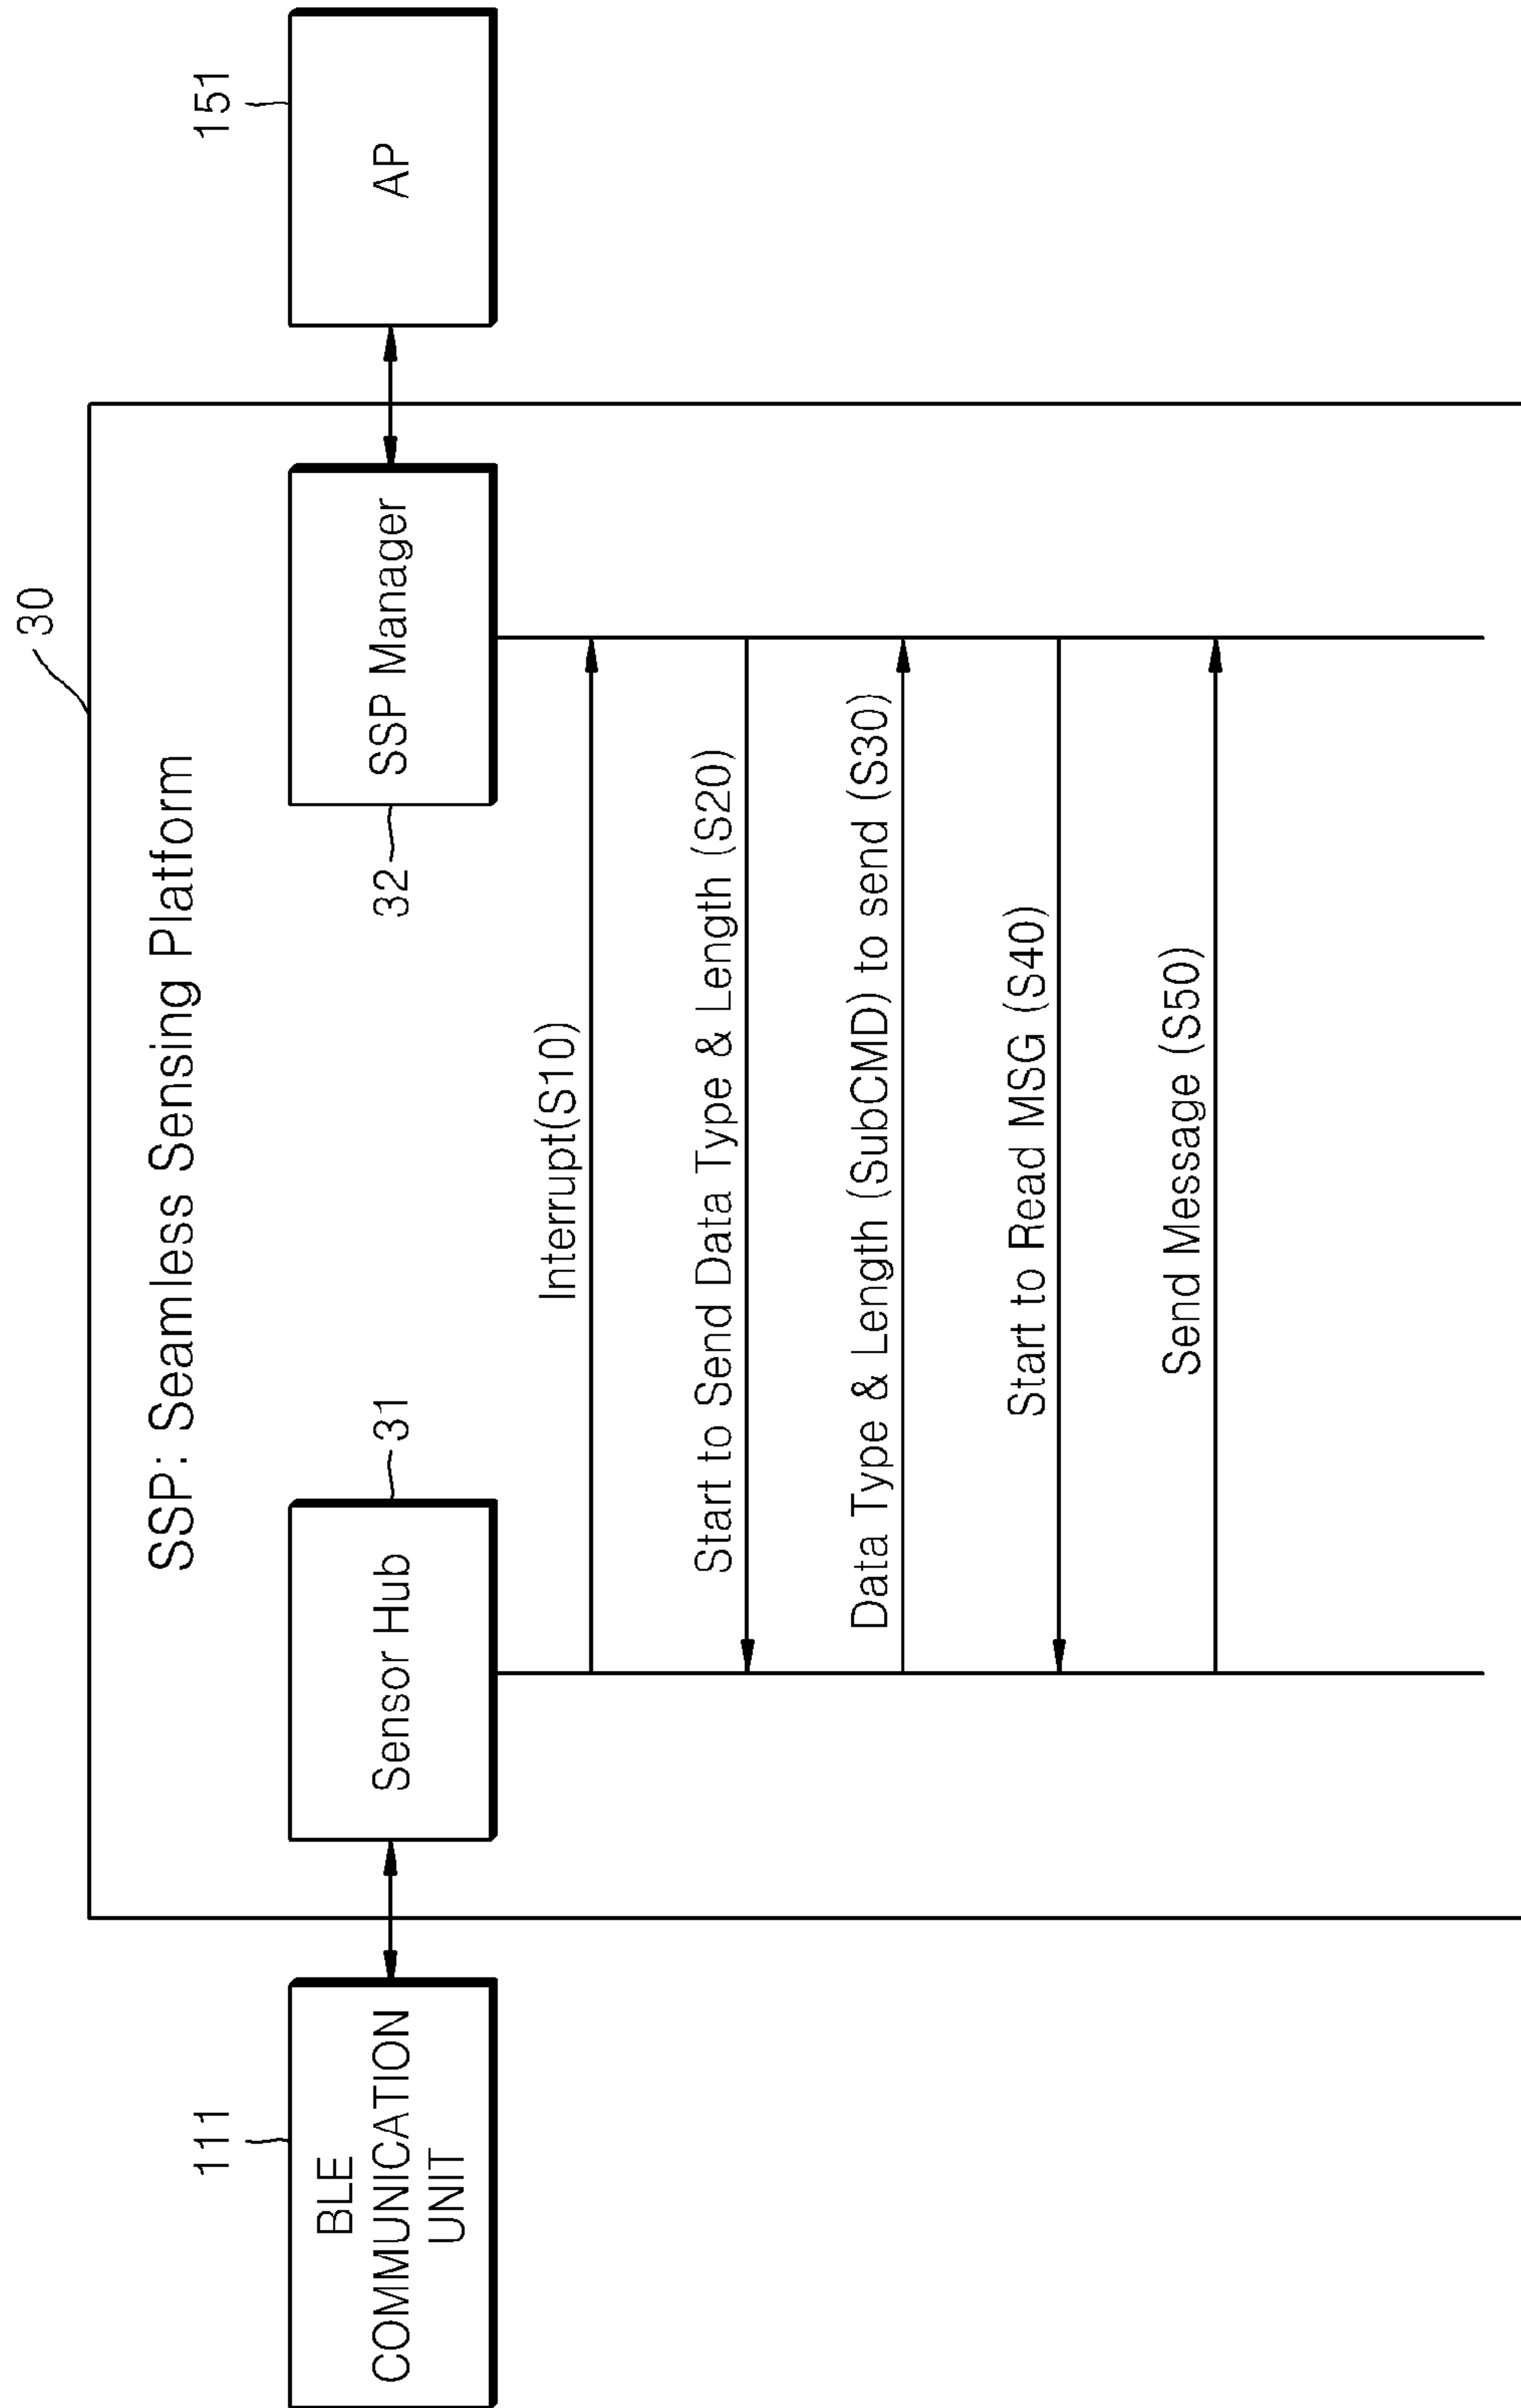 30
SSP: Seamless Sensing Platform
111
31
32
151
BLE
COMMUNICATION
UNIT
Sensor Hub
SSP Manager
AP
Interrupt(S10)
Start to Send Data Type & Length (S20)
Data Type & Length (SubCMD) to send (S30)
Start to Read MSG (S40)
Send Message (S50)